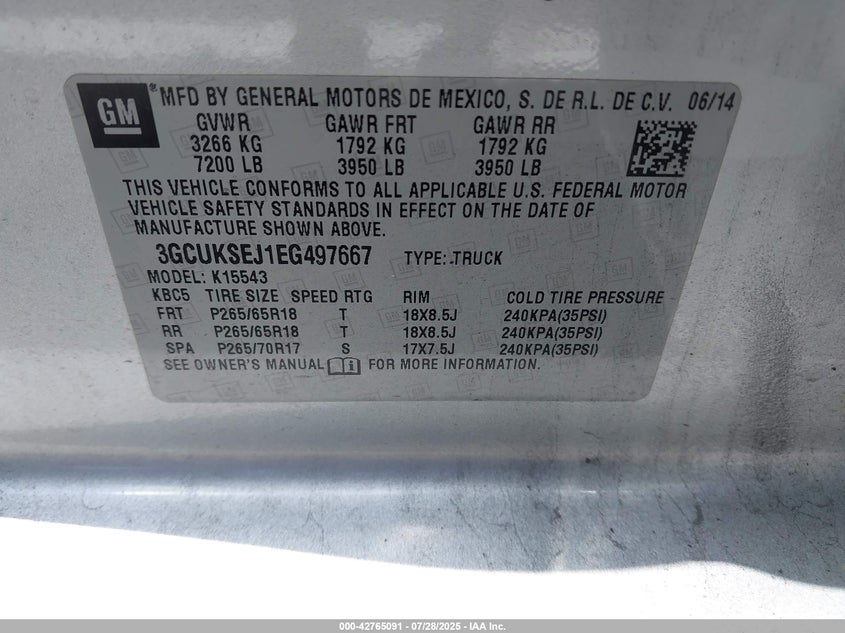 GM
*MFD BY GENERAL MOTORS DE MEXICO, S. DE R.L. DE C.V. 06/14
GVWR GAWR FRT GAWR RR
3266 KG 1792 KG 1792 KG
7200 LB 3950 LB 3950 LB
THIS VEHICLE CONFORMS TO ALL APPLICABLE U.S. FEDERAL MOTOR
VEHICLE SAFETY STANDARDS IN EFFECT ON THE DATE OF
MANUFACTURE SHOWN ABOVE.
3GCUKSEJ1EG497667 TYPE: TRUCK
MODEL: K15543
KBC5 TIRE SIZE SPEED RTG RIM COLD TIRE PRESSURE
FRT P265/65R18 T 18X8.5J 240KPA(35PSI)
RR P265/65R18 T 18X8.5J 240KPA(35PSI)
SPA P265/70R17 S 17X7.5J 240KPA(35PSI)
SEE OWNER'S MANUAL FOR MORE INFORMATION.
000-42765091 - 07/28/2025 - IAA Inc.